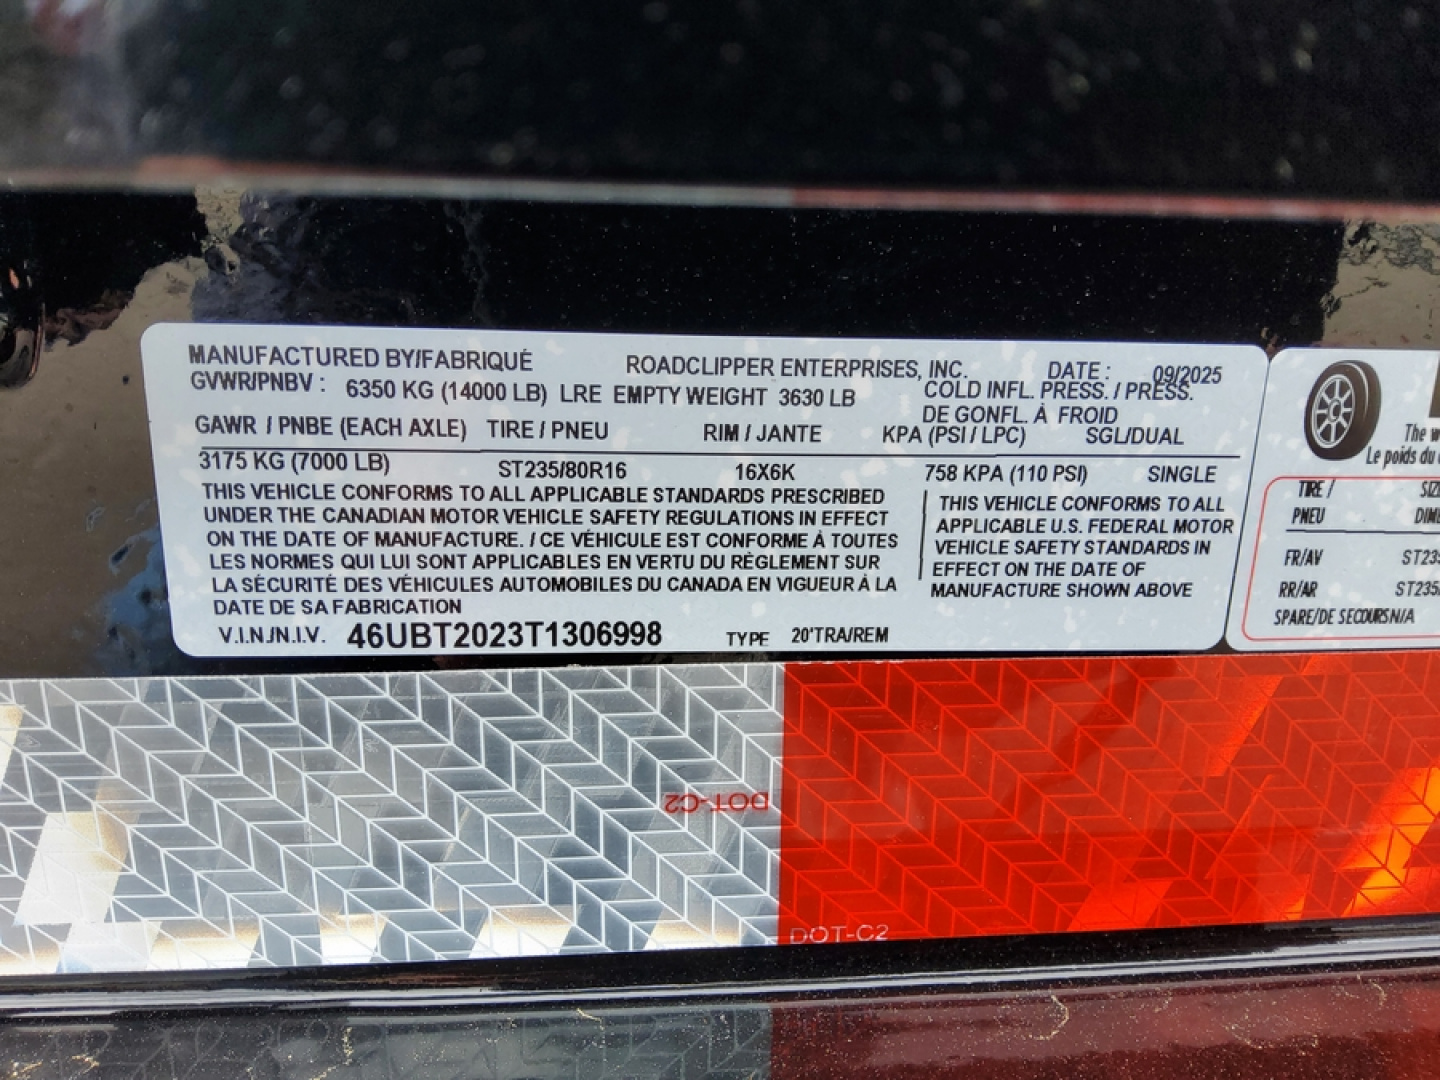 MANUFACTURED BY/FABRIQUÉ ROADCLIPPER ENTERPRISES, INC. DATE : 09/2025
GVWR/PNBV : 6350 KG (14000 LB) LRE EMPTY WEIGHT 3630 LB COLD INFL. PRESS. / PRESS.
DE GONFL. À FROID
GAWR / PNBE (EACH AXLE) TIRE / PNEU RIM / JANTE KPA (PSI / LPC) SGL/DUAL
3175 KG (7000 LB) ST235/80R16 16X6K 758 KPA (110 PSI) SINGLE
THIS VEHICLE CONFORMS TO ALL APPLICABLE STANDARDS PRESCRIBED
UNDER THE CANADIAN MOTOR VEHICLE SAFETY REGULATIONS IN EFFECT
ON THE DATE OF MANUFACTURE. / CE VÉHICULE EST CONFORME À TOUTES
LES NORMES QUI LUI SONT APPLICABLES EN VERTU DU RÈGLEMENT SUR
LA SÉCURITÉ DES VÉHICULES AUTOMOBILES DU CANADA EN VIGUEUR À LA
DATE DE SA FABRICATION
THIS VEHICLE CONFORMS TO ALL
APPLICABLE U.S. FEDERAL MOTOR
VEHICLE SAFETY STANDARDS IN
EFFECT ON THE DATE OF
MANUFACTURE SHOWN ABOVE
V.I.N./N.I.V. 46UBT2023T1306998 TYPE 20'TRA/REM
The
Le poids du
TIRE /
PNEU
FR/AV ST235
RR/AR ST235
SPARE/DE SECOURS N/A
DOT-C2
DOT-C2